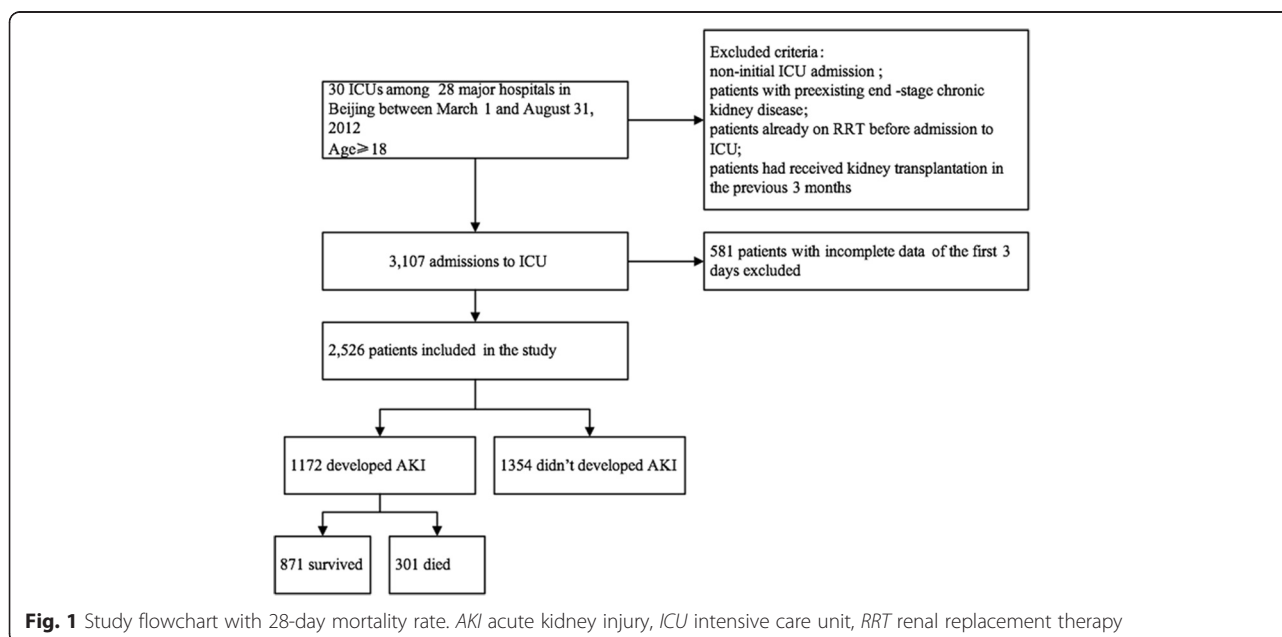 30 ICUs among 28 major hospitals in
Beijing between March 1 and August 31,
2012
Age⩾18
Excluded criteria :
non-initial ICU admission ;
patients with preexisting end -stage chronic
kidney disease;
patients already on RRT before admission to
ICU;
patients had received kidney transplantation in
the previous 3 months
3,107 admissions to ICU
581 patients with incomplete data of the first 3
days excluded
2,526 patients included in the study
1172 developed AKI
1354 didn’t developed AKI
871 survived
301 died
Fig. 1 Study flowchart with 28-day mortality rate. AKI acute kidney injury, ICU intensive care unit, RRT renal replacement therapy